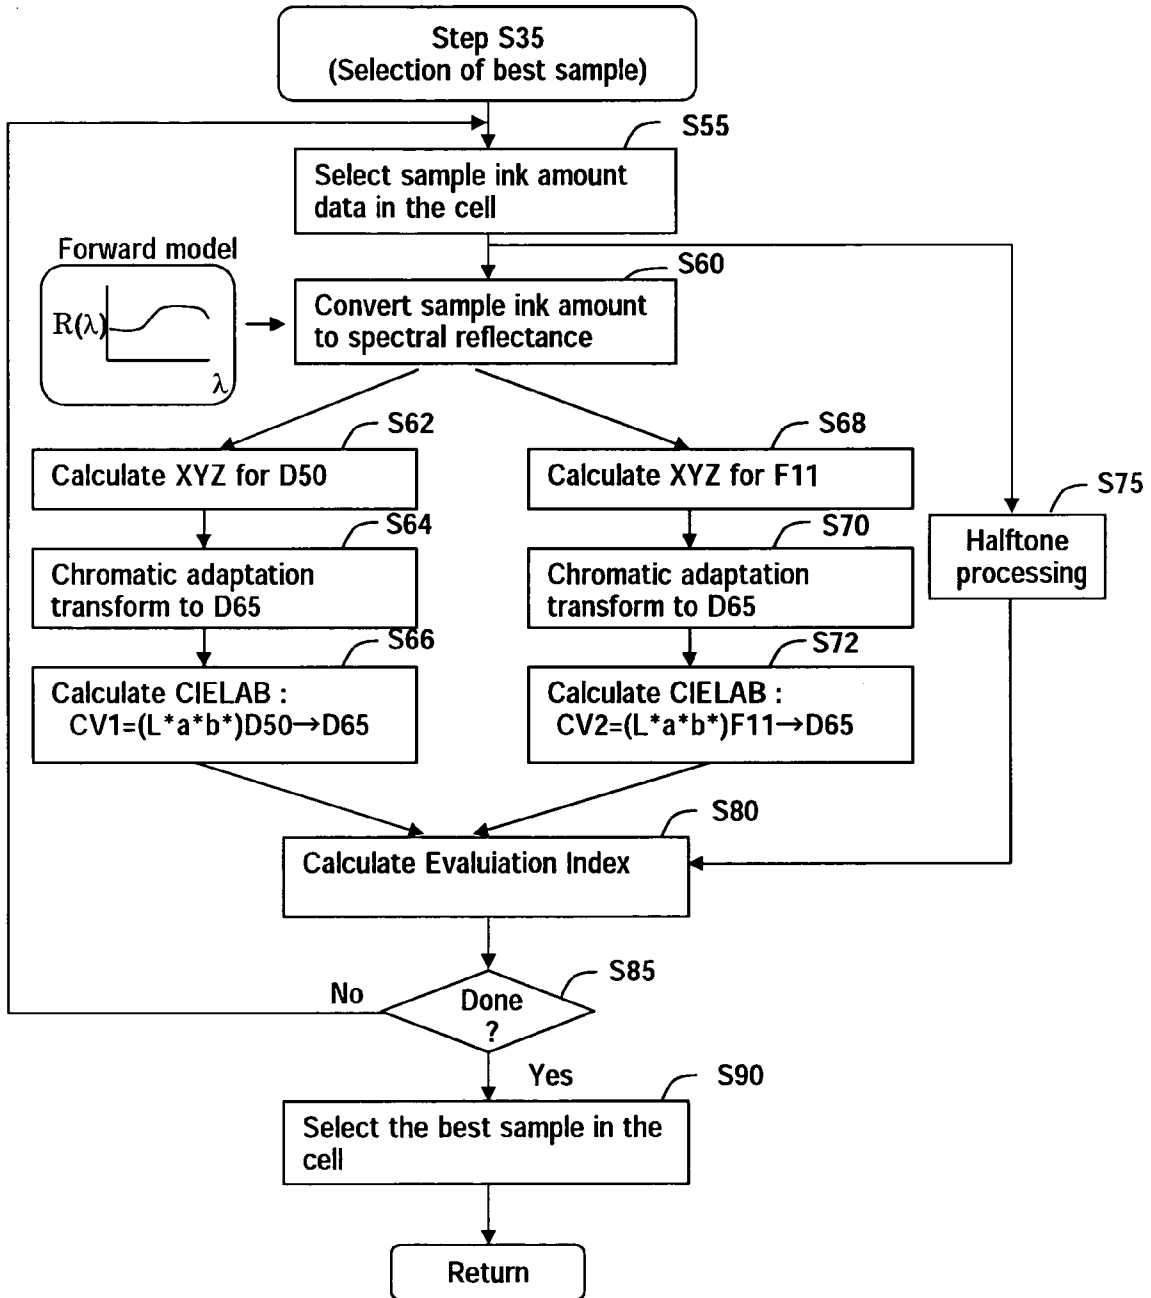 Step S35
(Selection of best sample)
S55
Select sample ink amount
data in the cell
Forward model
R(λ)
λ
S60
Convert sample ink amount
to spectral reflectance
S62
Calculate XYZ for D50
S68
Calculate XYZ for F11
S75
Halftone
processing
S64
Chromatic adaptation
transform to D65
S70
Chromatic adaptation
transform to D65
S66
Calculate CIELAB :
CV1=(L*a*b*)D50→D65
S72
Calculate CIELAB :
CV2=(L*a*b*)F11→D65
S80
Calculate Evaluiation Index
S85
Done
?
No
Yes
S90
Select the best sample in the
cell
Return